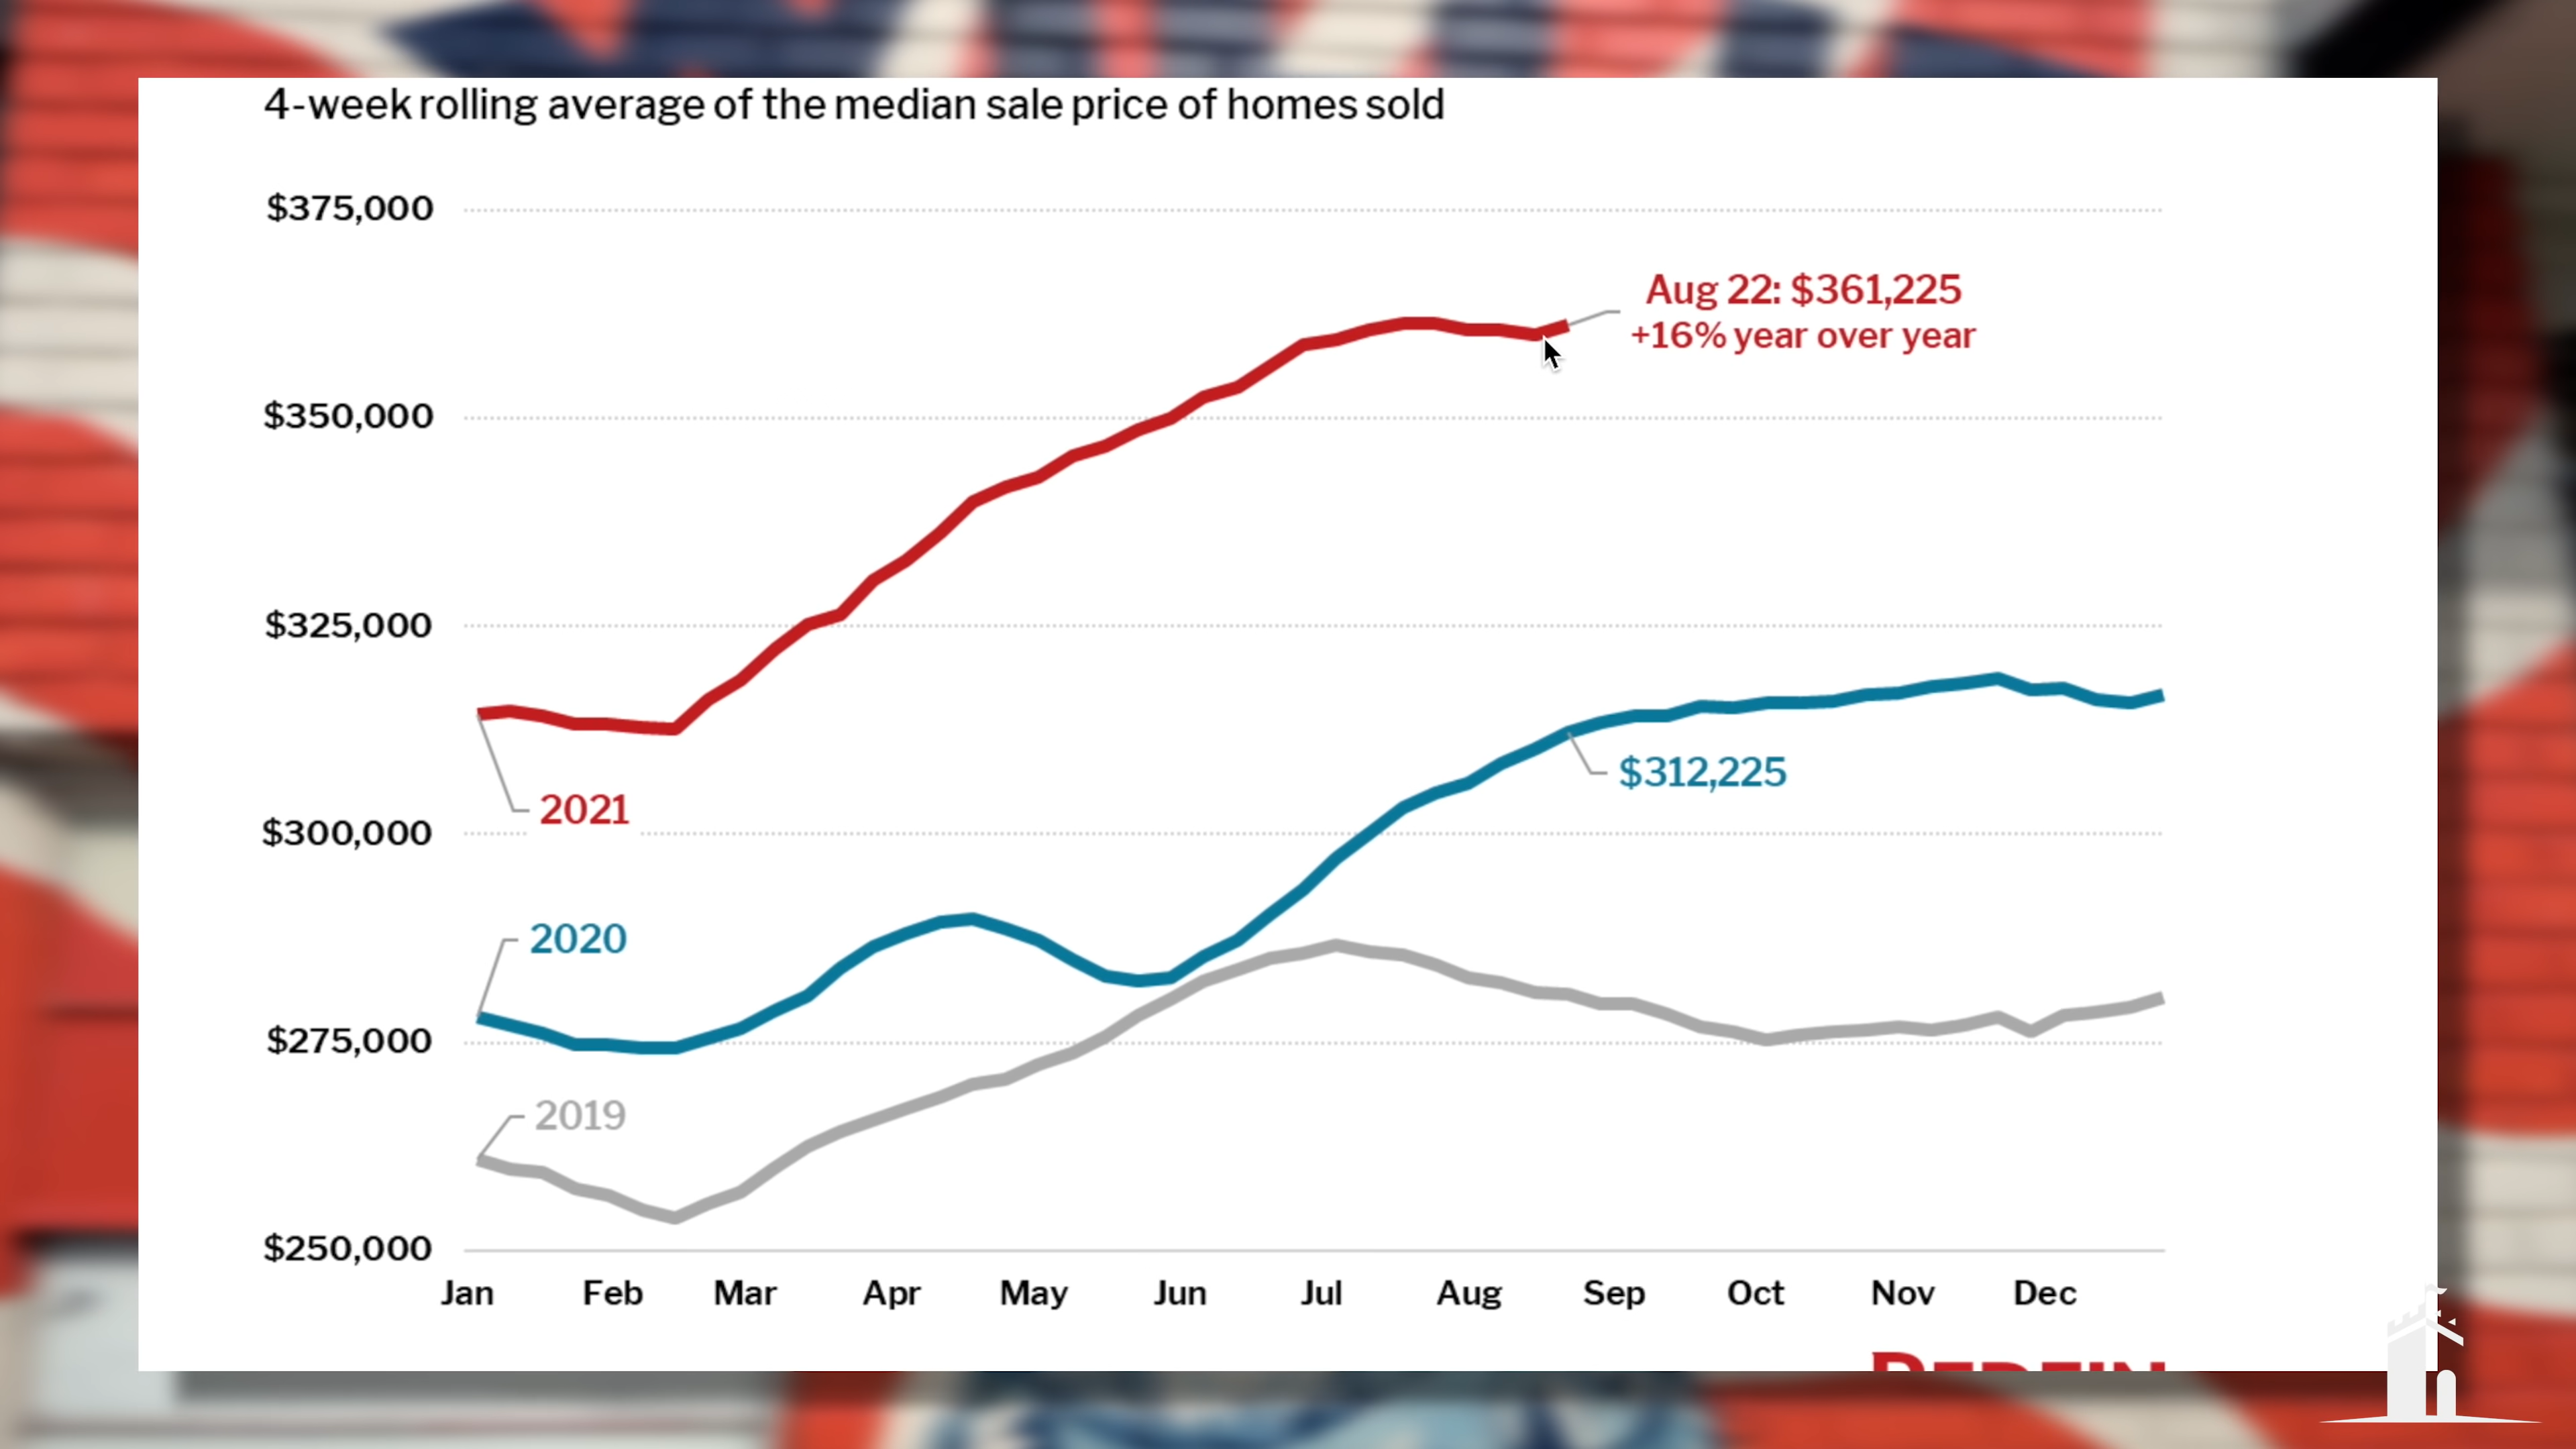 4-week rolling average of the median sale price of homes sold
$375,000
Aug 22: $361,225
+16% year over year
$350,000
$325,000
$312,225
2021
$300,000
2020
$275,000
2019
$250,000
Jan Feb Mar Apr May Jun Jul Aug Sep Oct Nov Dec